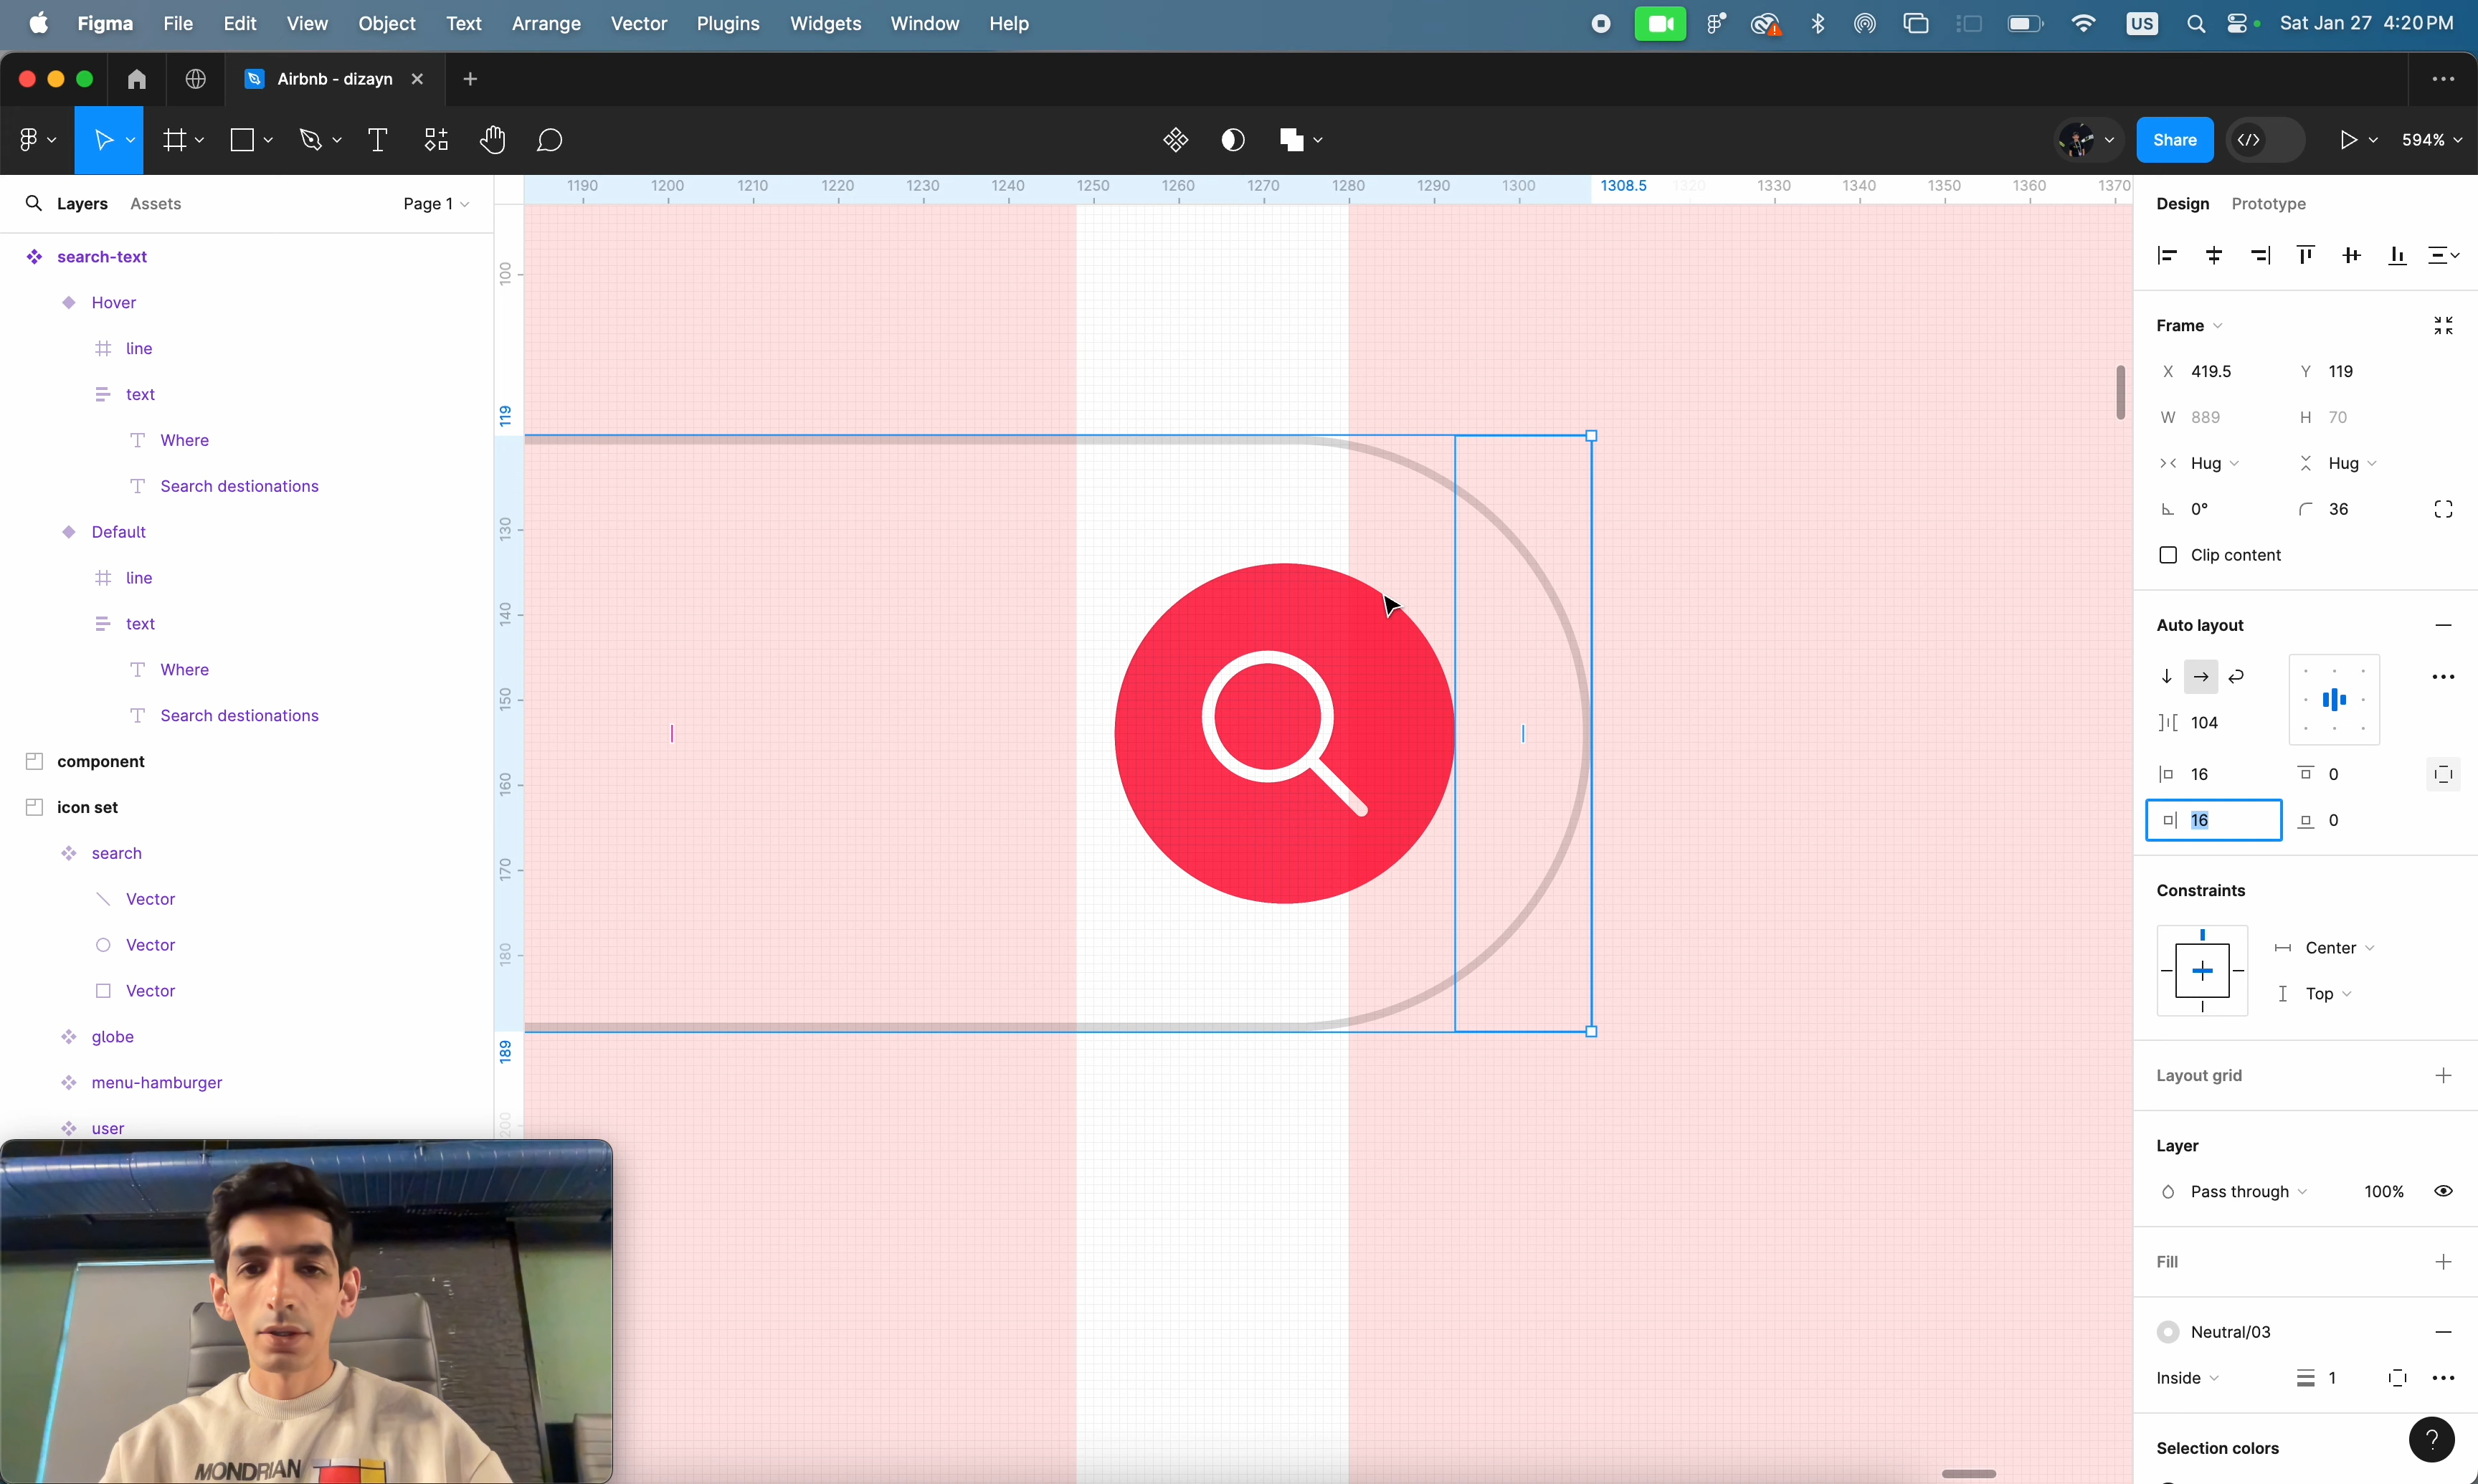 Figma File Edit View Object Text Arrange Vector Plugins Widgets Window Help US Sat Jan 27 4:20 PM
Airbnb - dizayn
Share 594%
Layers Assets Page 1
search-text
Hover
line
text
Where
Search destionations
Default
line
text
Where
Search destionations
component
icon set
search
Vector
Vector
Vector
globe
menu-hamburger
user
1190 1200 1210 1220 1230 1240 1250 1260 1270 1280 1290 1300 1308.5 1320 1330 1340 1350 1360 1370
100
119
130
140
150
160
170
180
189
200
Design Prototype
Frame
X 419.5 Y 119
W 889 H 70
Hug Hug
0° 36
Clip content
Auto layout
104
16 0
16 0
Constraints
Center
Top
Layout grid
Layer
Pass through 100%
Fill
Neutral/03
Inside 1
Selection colors
?
MONDRIAN